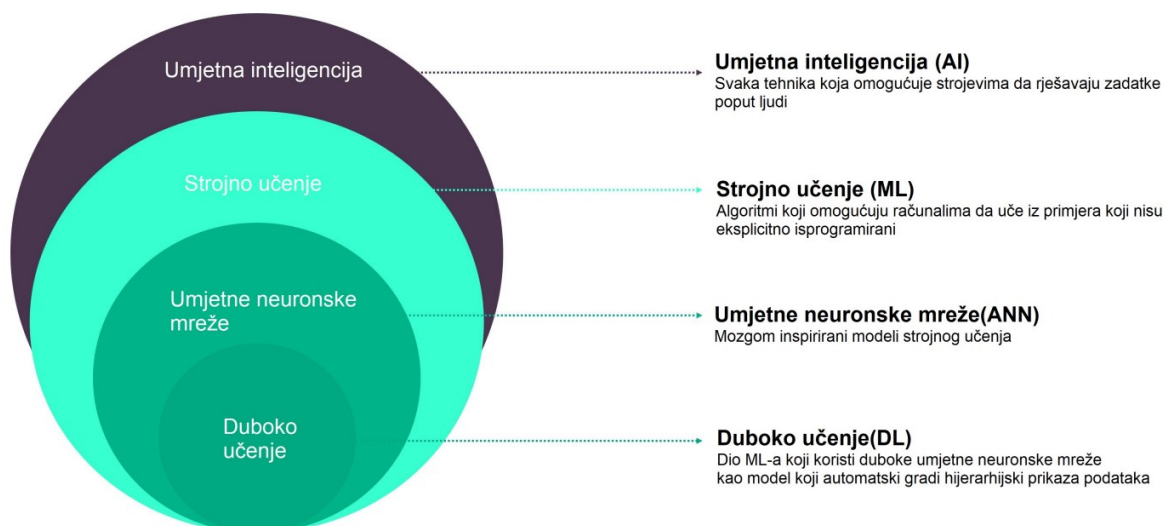 Umjetna inteligencija
Strojno učenje
Umjetne neuronske
mreže
Duboko
učenje
Umjetna inteligencija (AI)
Svaka tehnika koja omogućuje strojevima da rješavaju zadatke
poput ljudi
Strojno učenje (ML)
Algoritmi koji omogućuju računalima da uče iz primjera koji nisu
eksplicitno isprogramirani
Umjetne neuronske mreže(ANN)
Mozgom inspirirani modeli strojnog učenja
Duboko učenje(DL)
Dio ML-a koji koristi duboke umjetne neuronske mreže
kao model koji automatski gradi hijerarhijski prikaza podataka